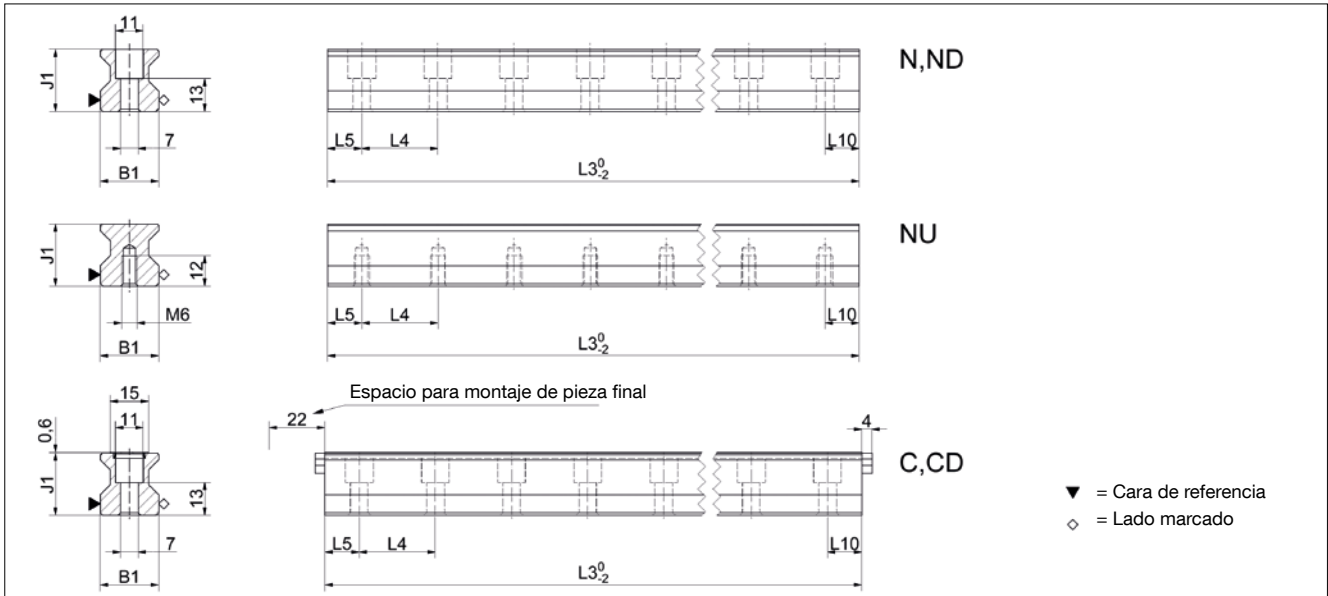 11
J1
13
7
B1
L5
L4
L10
L3 0 -2
N,ND
J1
12
M6
B1
L5
L4
L10
L3 0 -2
NU
Espacio para montaje de pieza final
15
11
0,6
J1
13
7
B1
22
4
L5
L4
L10
L3 0 -2
C,CD
▼ = Cara de referencia
◇ = Lado marcado